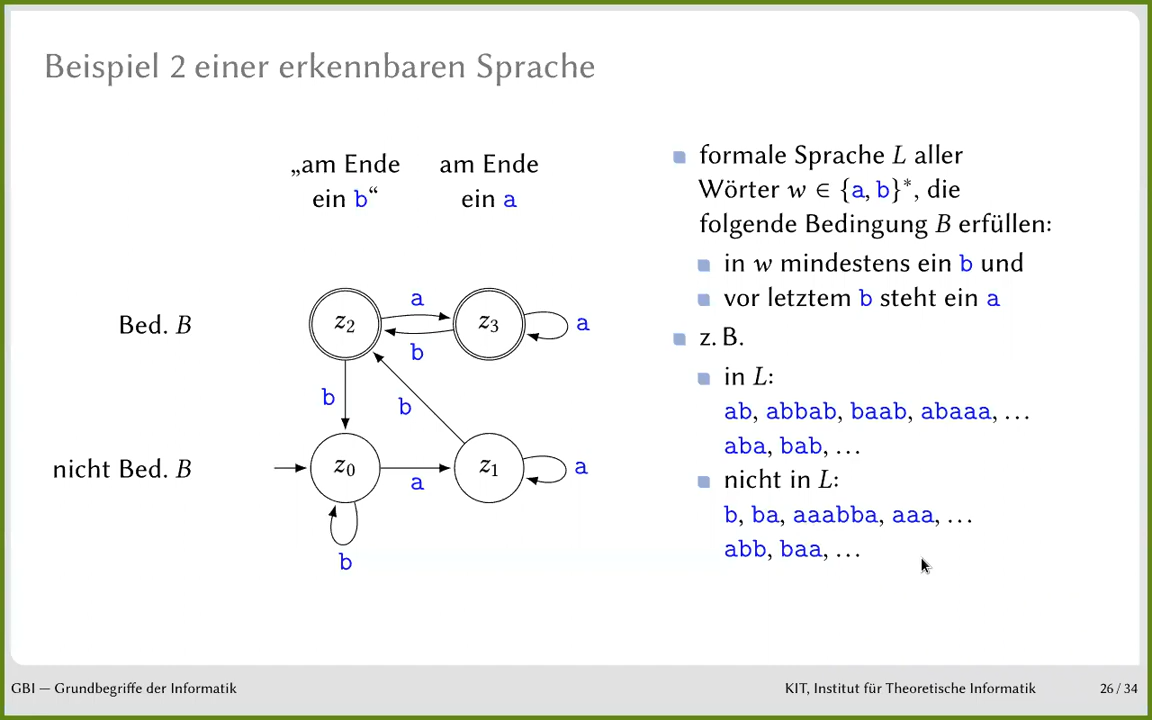 Beispiel 2 einer erkennbaren Sprache
„am Ende
ein b“
am Ende
ein a
Bed. B
z2
a
b
z3
a
b
b
nicht Bed. B
z0
a
z1
a
b
formale Sprache L aller
Wörter w ∈ {a, b}*, die
folgende Bedingung B erfüllen:
in w mindestens ein b und
vor letztem b steht ein a
z. B.
in L:
ab, abbab, baab, abaaa, …
aba, bab, …
nicht in L:
b, ba, aaabba, aaa, …
abb, baa, …
GBI — Grundbegriffe der Informatik
KIT, Institut für Theoretische Informatik
26 / 34